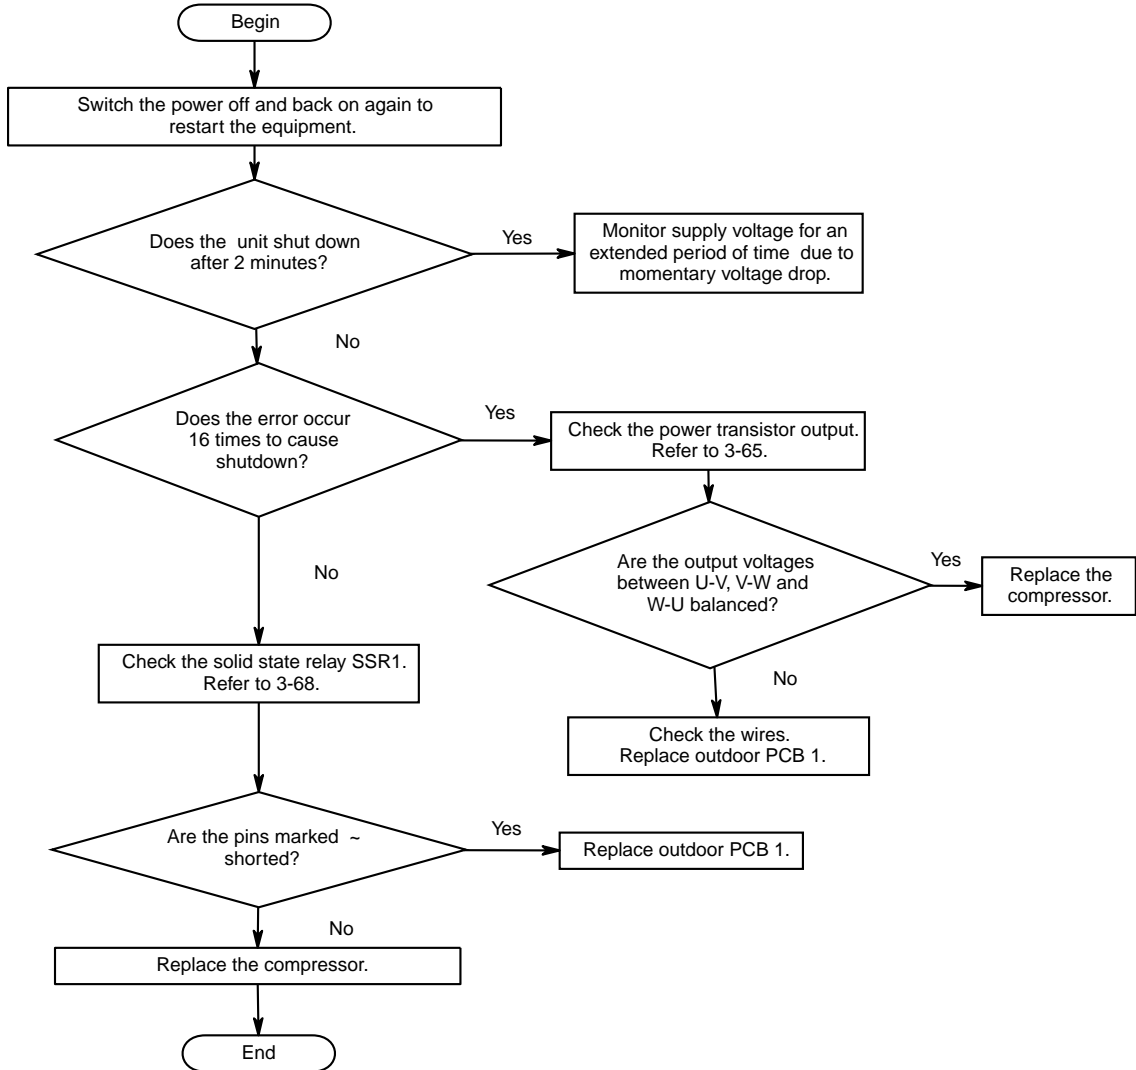 Begin
Switch the power off and back on again to
restart the equipment.
Does the unit shut down
after 2 minutes?
Yes
Monitor supply voltage for an
extended period of time due to
momentary voltage drop.
No
Does the error occur
16 times to cause
shutdown?
Yes
Check the power transistor output.
Refer to 3-65.
Are the output voltages
between U-V, V-W and
W-U balanced?
Yes
Replace the
compressor.
No
Check the wires.
Replace outdoor PCB 1.
No
Check the solid state relay SSR1.
Refer to 3-68.
Are the pins marked ~
shorted?
Yes
Replace outdoor PCB 1.
No
Replace the compressor.
End